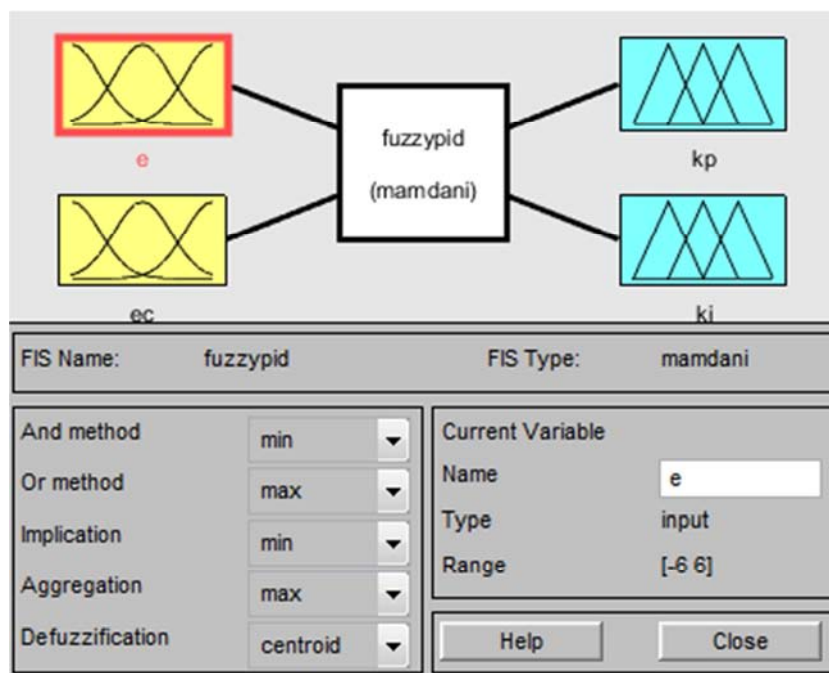 e
ec
fuzzypid
(mamdani)
kp
ki
FIS Name: fuzzypid FIS Type: mamdani
And method min
Or method max
Implication min
Aggregation max
Defuzzification centroid
Current Variable
Name e
Type input
Range [-6 6]
Help Close